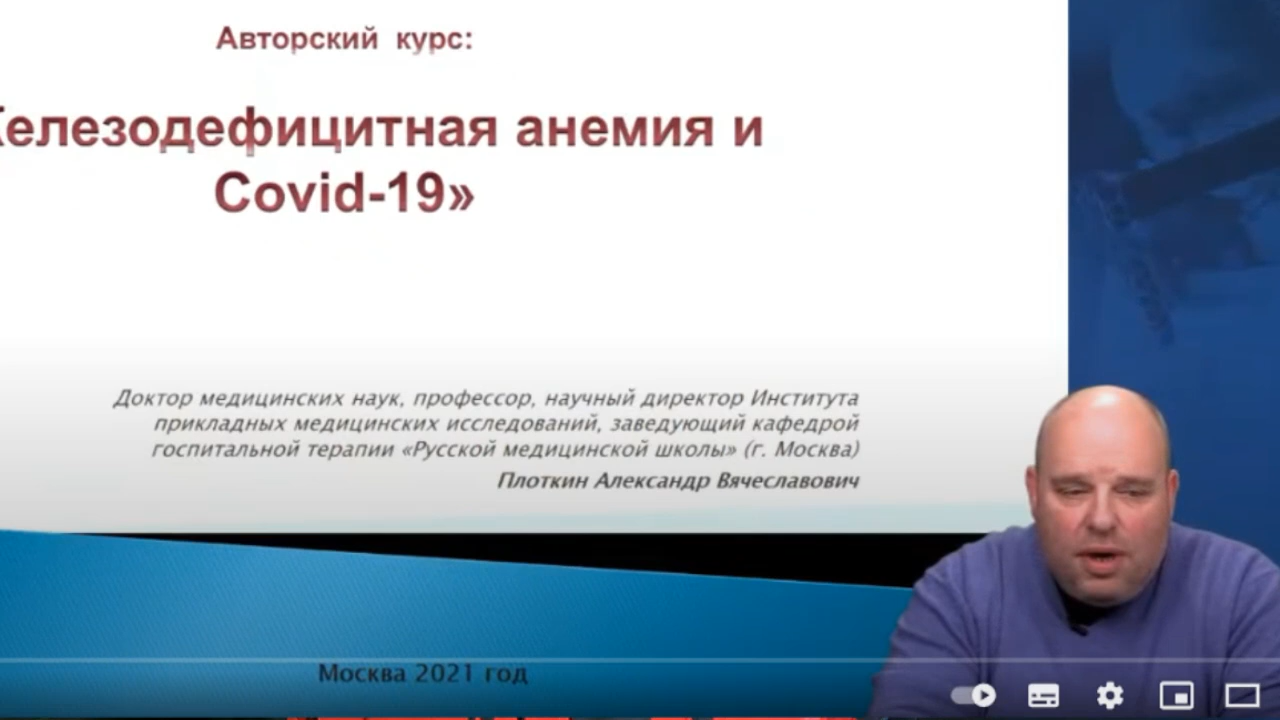 Авторский курс:
елезодефицитная анемия и
Covid-19»
Доктор медицинских наук, профессор, научный директор Института
прикладных медицинских исследований, заведующий кафедрой
госпитальной терапии «Русской медицинской школы» (г. Москва)
Плоткин Александр Вячеславович
Москва 2021 год